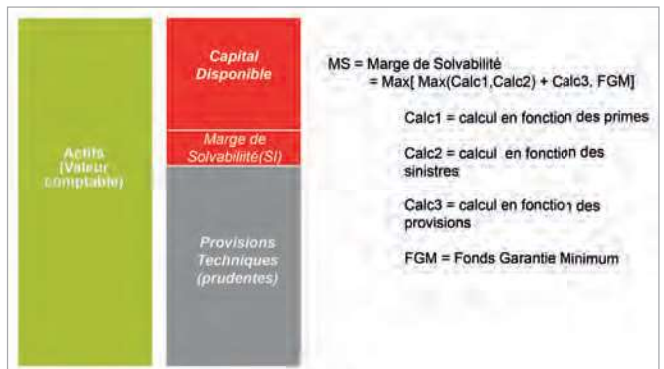 Actifs
(Valeur
comptable)
Capital
Disponible
Marge de
Solvabilité(SI)
Provisions
Techniques
(prudentes)
MS = Marge de Solvabilité
= Max[ Max(Calc1,Calc2) + Calc3, FGM]
Calc1 = calcul en fonction des primes
Calc2 = calcul en fonction des
sinistres
Calc3 = calcul en fonction des
provisions
FGM = Fonds Garantie Minimum